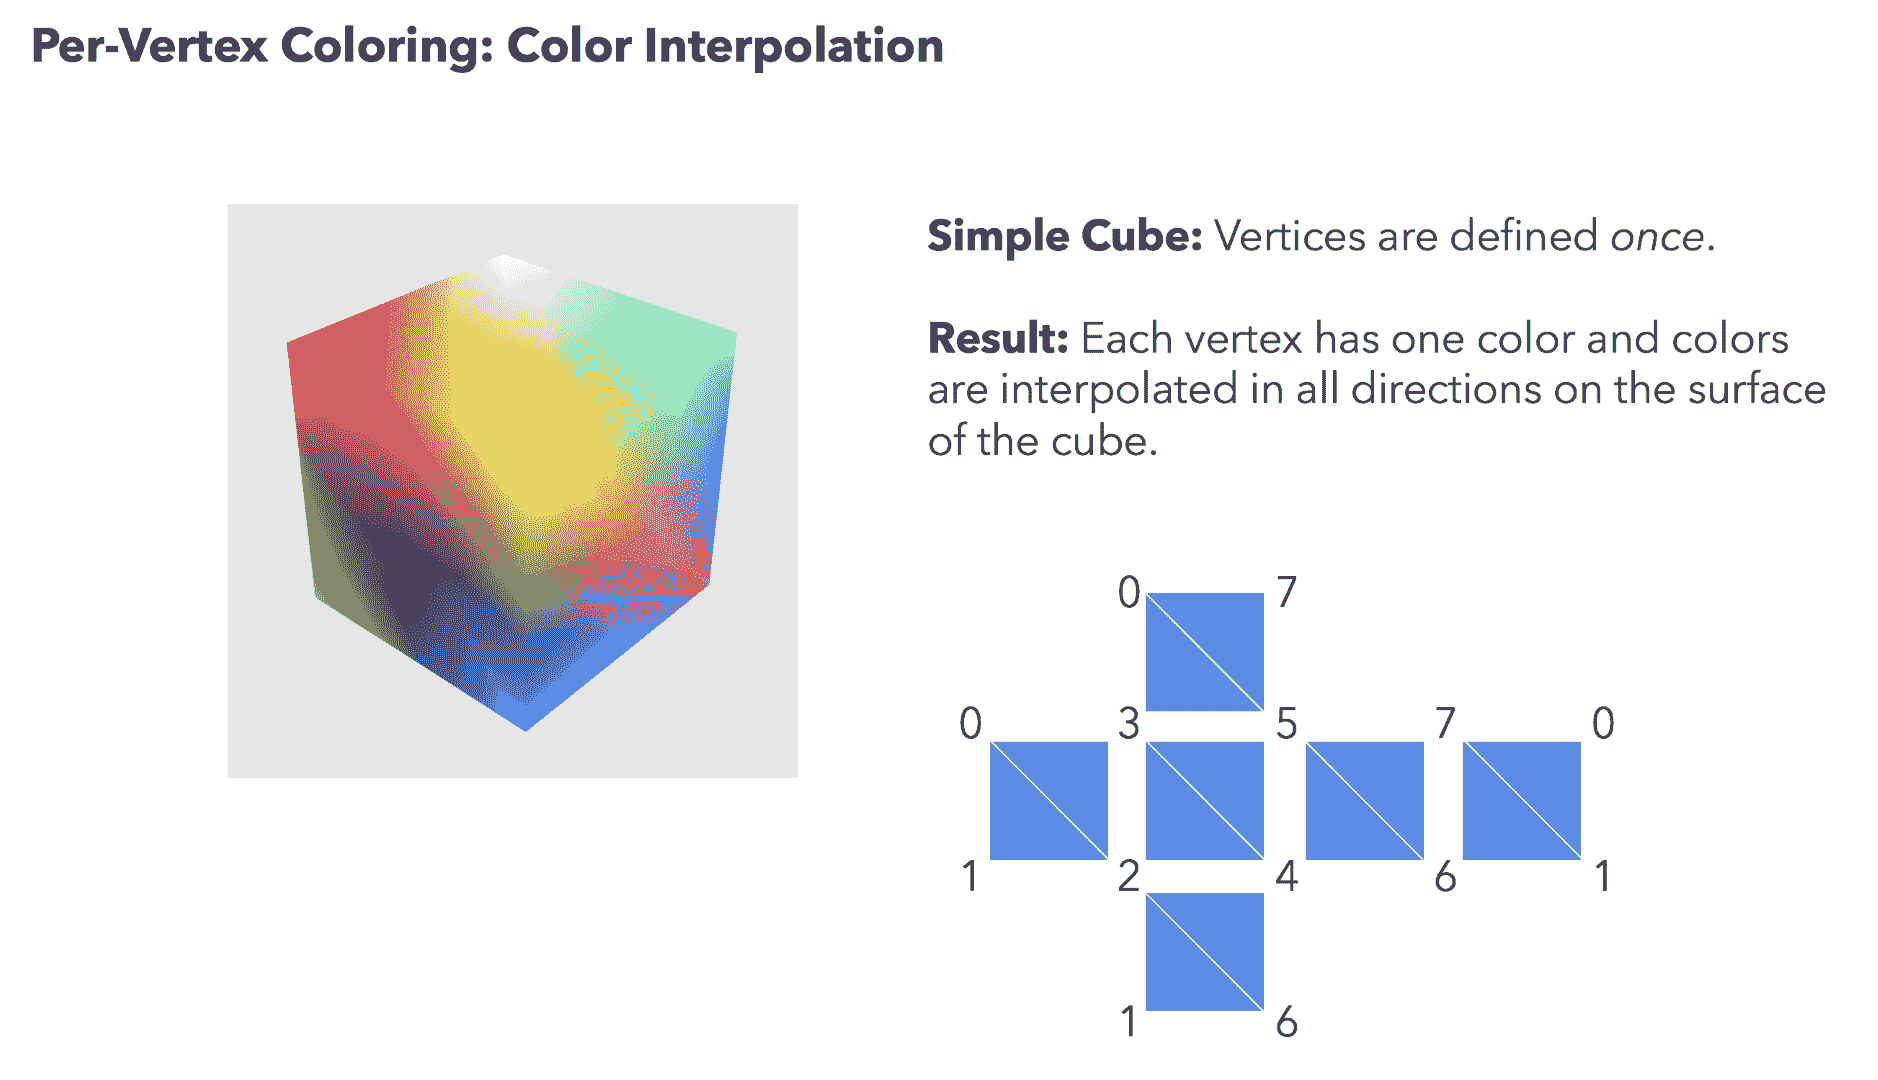 Per-Vertex Coloring: Color Interpolation
Simple Cube: Vertices are defined once.
Result: Each vertex has one color and colors
are interpolated in all directions on the surface
of the cube.
0 7
0 3 5 7 0
1 2 4 6 1
1 6